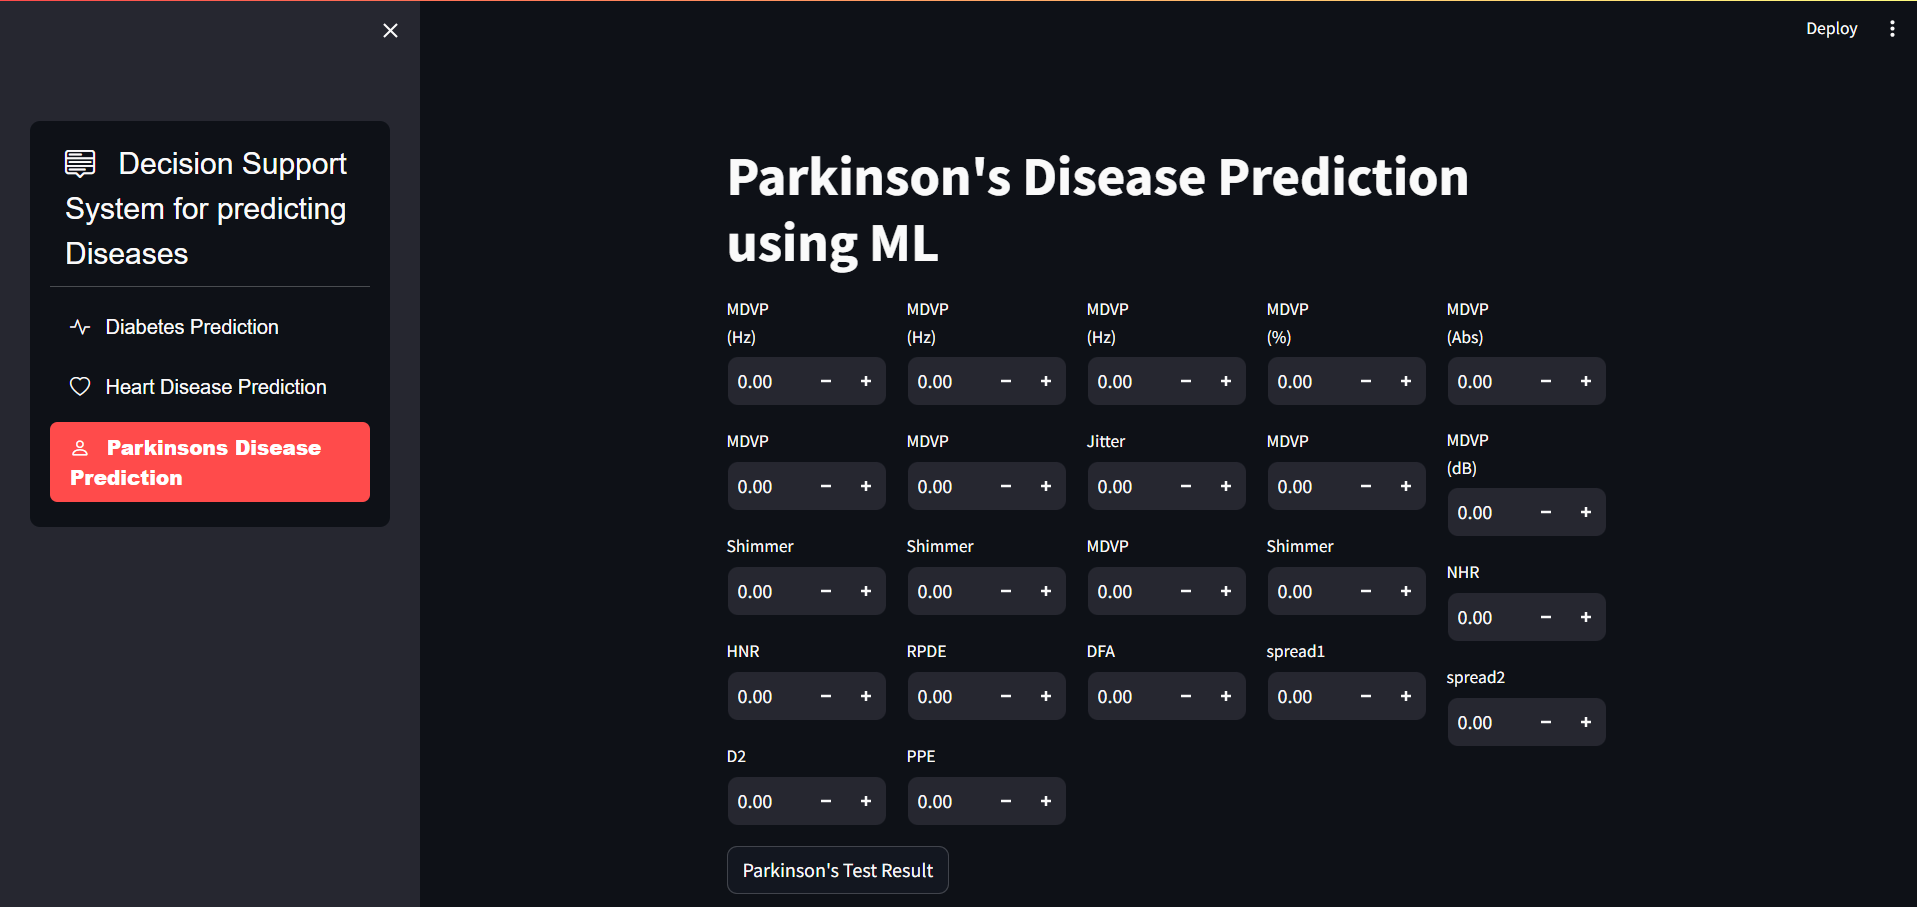 Deploy
Decision Support
System for predicting
Diseases
Diabetes Prediction
Heart Disease Prediction
Parkinsons Disease
Prediction
Parkinson's Disease Prediction
using ML
MDVP MDVP MDVP MDVP MDVP
(Hz) (Hz) (Hz) (%) (Abs)
0.00 − + 0.00 − + 0.00 − + 0.00 − + 0.00 − +
MDVP MDVP Jitter MDVP MDVP
(dB)
0.00 − + 0.00 − + 0.00 − + 0.00 − + 0.00 − +
Shimmer Shimmer MDVP Shimmer NHR
0.00 − + 0.00 − + 0.00 − + 0.00 − + 0.00 − +
HNR RPDE DFA spread1 spread2
0.00 − + 0.00 − + 0.00 − + 0.00 − + 0.00 − +
D2 PPE
0.00 − + 0.00 − +
Parkinson's Test Result